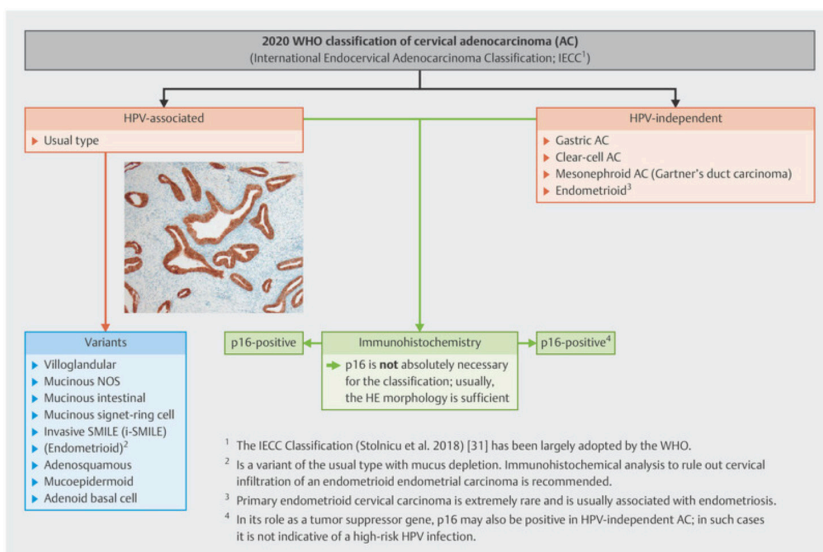 2020 WHO classification of cervical adenocarcinoma (AC)
(International Endocervical Adenocarcinoma Classification; IECC¹)
HPV-associated
▶ Usual type
HPV-independent
▶ Gastric AC
▶ Clear-cell AC
▶ Mesonephroid AC (Gartner's duct carcinoma)
▶ Endometrioid³
Variants
▶ Villoglandular
▶ Mucinous NOS
▶ Mucinous intestinal
▶ Mucinous signet-ring cell
▶ Invasive SMILE (i-SMILE)
▶ (Endometrioid)²
▶ Adenosquamous
▶ Mucoepidermoid
▶ Adenoid basal cell
p16-positive
Immunohistochemistry
p16 is not absolutely necessary
for the classification; usually,
the HE morphology is sufficient
p16-positive⁴
¹ The IECC Classification (Stolnicu et al. 2018) [31] has been largely adopted by the WHO.
² Is a variant of the usual type with mucus depletion. Immunohistochemical analysis to rule out cervical
infiltration of an endometrioid endometrial carcinoma is recommended.
³ Primary endometrioid cervical carcinoma is extremely rare and is usually associated with endometriosis.
⁴ In its role as a tumor suppressor gene, p16 may also be positive in HPV-independent AC; in such cases
it is not indicative of a high-risk HPV infection.